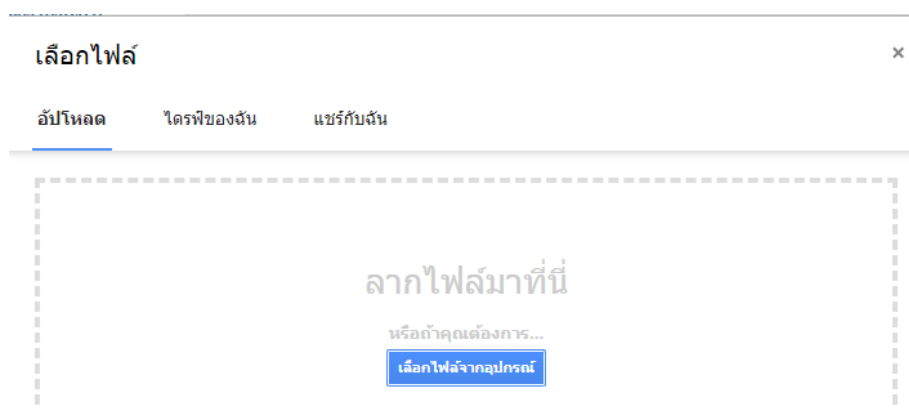 เลือกไฟล์ ×
อัปโหลด ไดรฟ์ของฉัน แชร์กับฉัน
ลากไฟล์มาที่นี่
หรือถ้าคุณต้องการ...
เลือกไฟล์จากอุปกรณ์